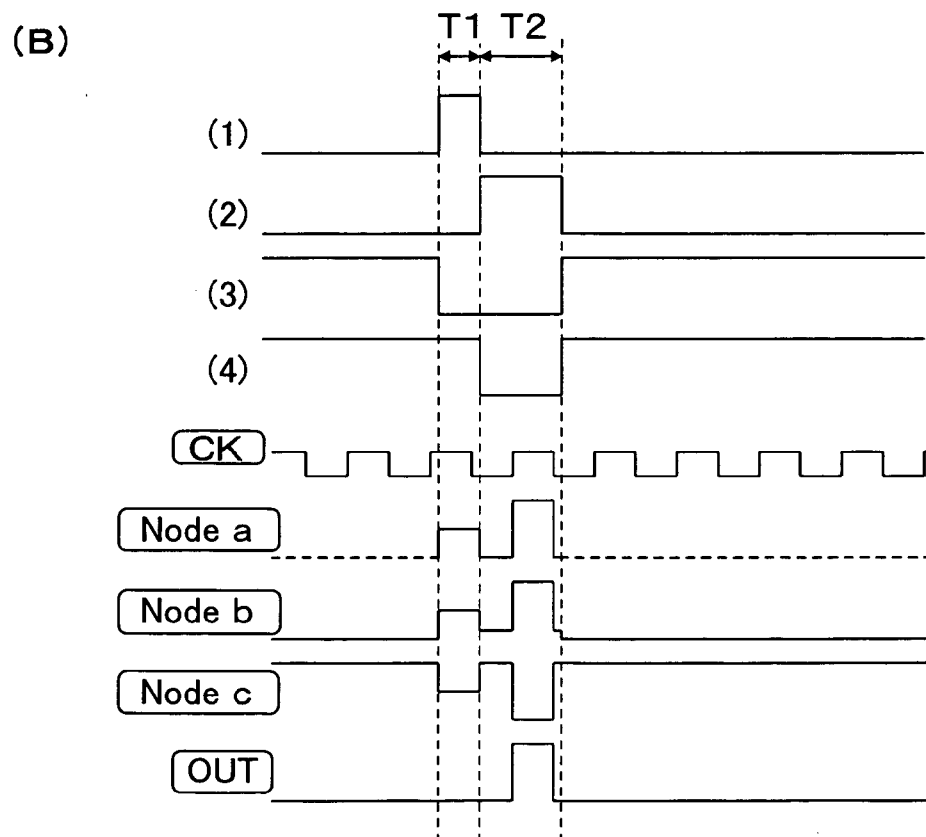 (B)
T1 T2
(1)
(2)
(3)
(4)
CK
Node a
Node b
Node c
OUT